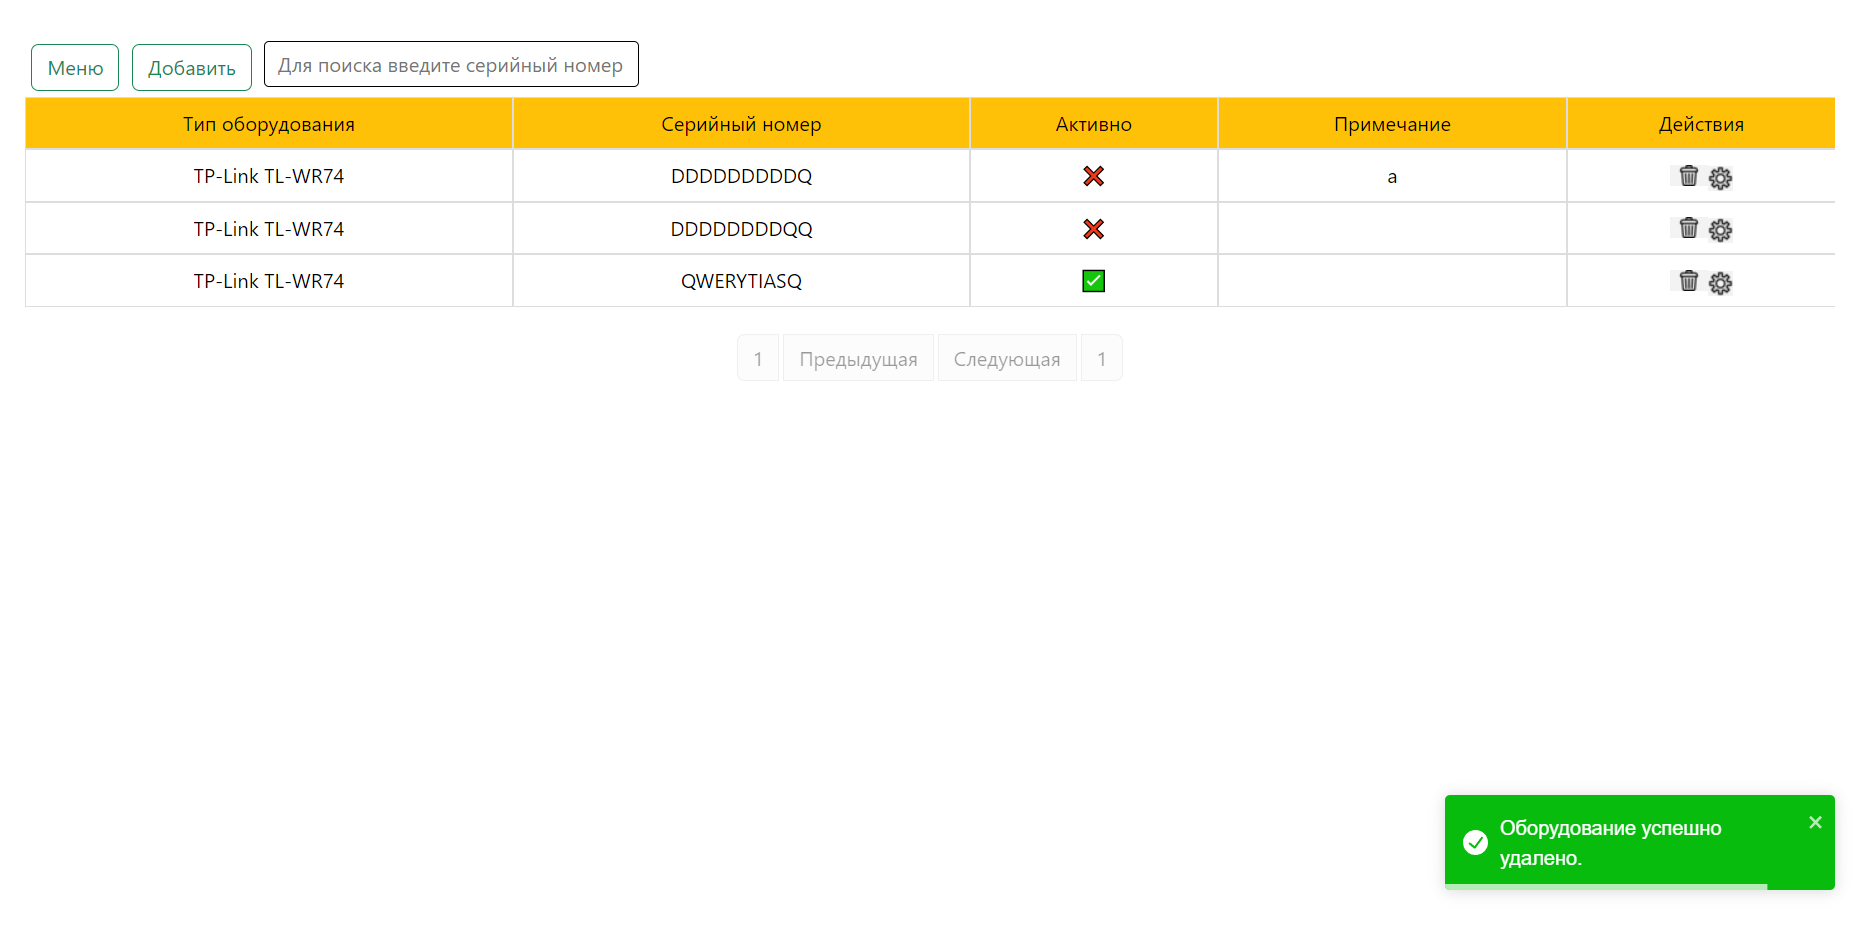 Меню Добавить Для поиска введите серийный номер
Тип оборудования Серийный номер Активно Примечание Действия
TP-Link TL-WR74 DDDDDDDDDQ a
TP-Link TL-WR74 DDDDDDDDQQ
TP-Link TL-WR74 QWERYTIASQ
1 Предыдущая Следующая 1
Оборудование успешно
удалено.